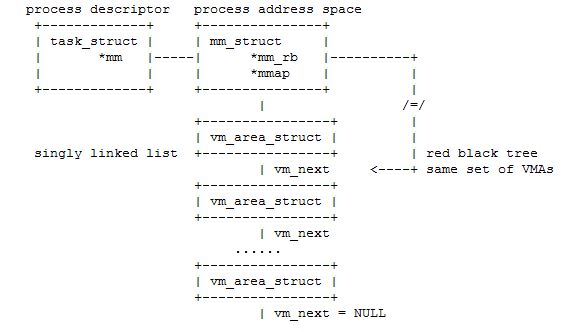 process descriptor process address space
task_struct mm_struct
*mm *mm_rb
*mmap
/=/
vm_area_struct
singly linked list red black tree
vm_next <----+ same set of VMAs
vm_area_struct
vm_next
......
vm_area_struct
vm_next = NULL